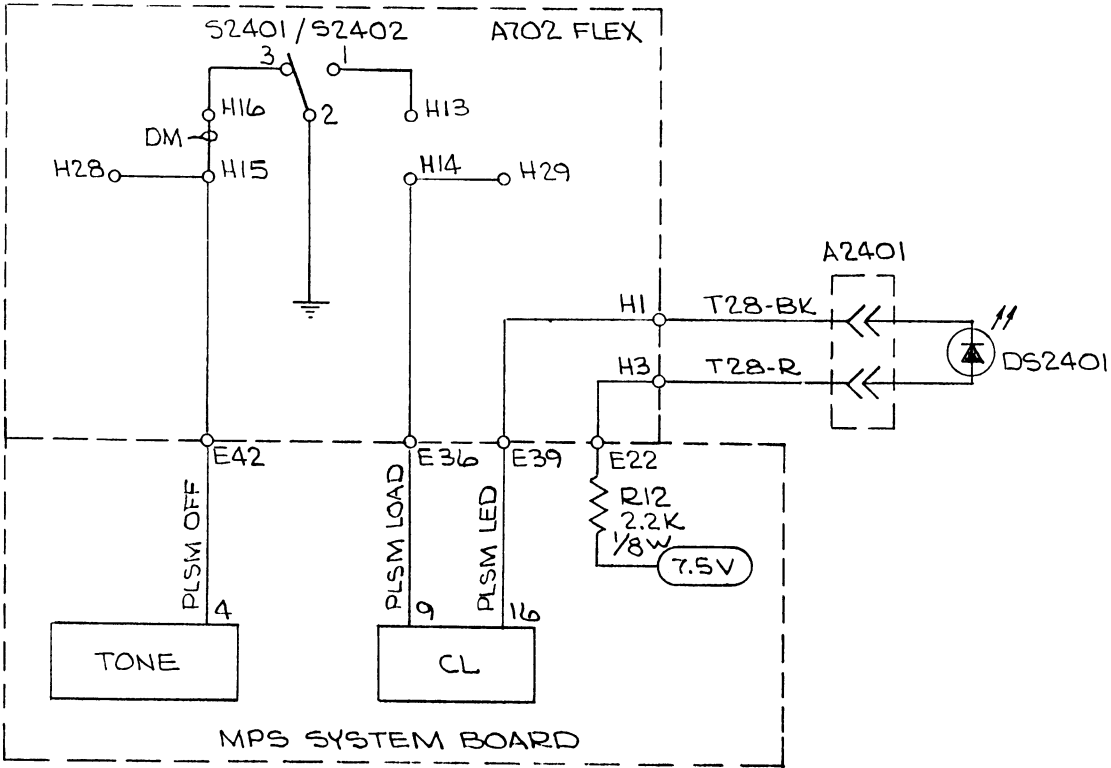 S2401/S2402
A702 FLEX
3
1
H16
2
H13
DM
H28
H15
H14
H29
A2401
H1
T28-BK
H3
T28-R
DS2401
E42
E36
E39
E22
PLSM OFF
PLSM LOAD
PLSM LED
R12
2.2K
1/8W
7.5V
4
9
16
TONE
CL
MPS SYSTEM BOARD